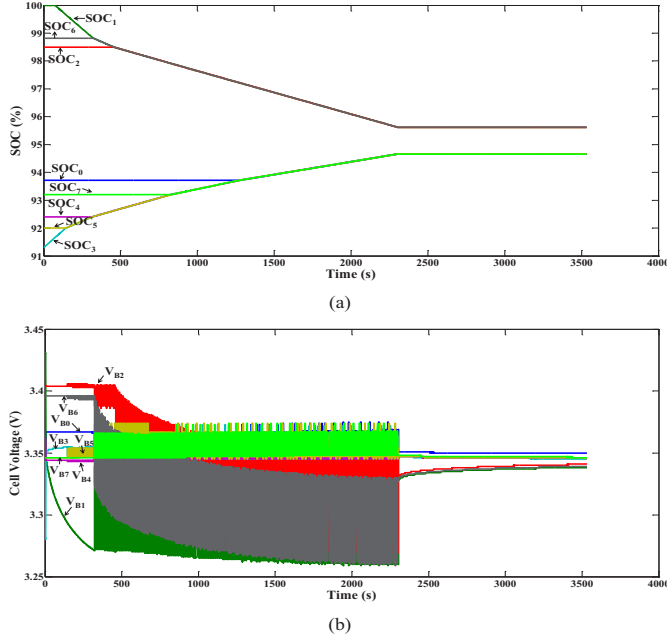 100
99
98
97
96
95
94
93
92
91
SOC (%)
SOC1
SOC6
SOC2
SOC0
SOC7
SOC4
SOC5
SOC3
0 500 1000 1500 2000 2500 3000 3500 4000
Time (s)
(a)
3.45
3.4
3.35
3.3
3.25
Cell Voltage (V)
VB2
VB6
VB0
VB3 VB5
VB7 VB4
VB1
0 500 1000 1500 2000 2500 3000 3500 4000
Time (s)
(b)